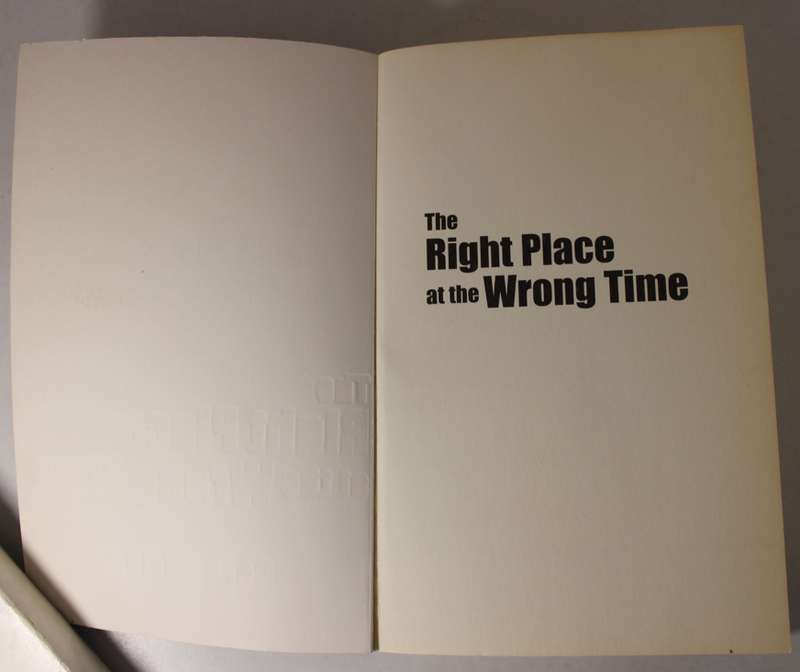 The
Right Place
at the Wrong Time